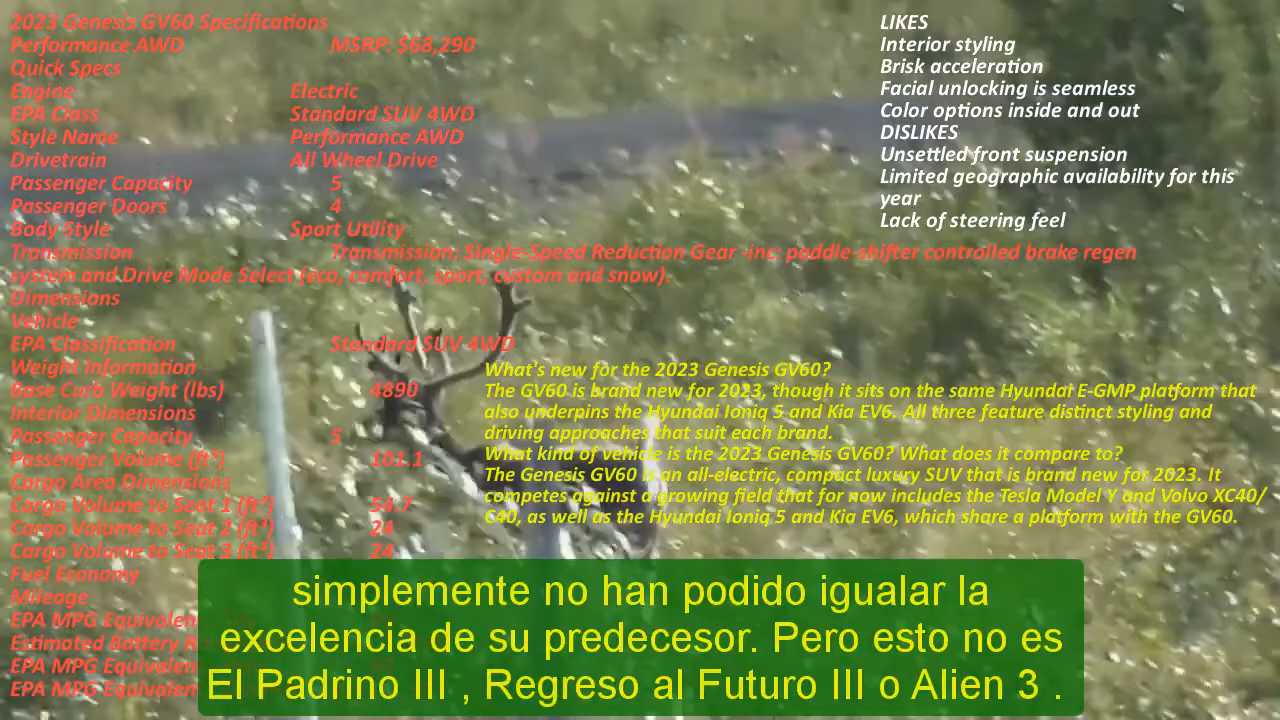 2023 Genesis GV60 Specifications
Performance AWD MSRP: $68,290
Quick Specs
Engine Electric
EPA Class Standard SUV 4WD
Style Name Performance AWD
Drivetrain All Wheel Drive
Passenger Capacity 5
Passenger Doors 4
Body Style Sport Utility
Transmission Transmission: Single-Speed Reduction Gear -inc: paddle-shifter controlled brake regen
system and Drive Mode Select (eco, comfort, sport, custom and snow).
Dimensions
Vehicle
EPA Classification Standard SUV 4WD
Weight Information
Base Curb Weight (lbs) 4890
Interior Dimensions
Passenger Capacity 5
Passenger Volume (ft³) 101.1
Cargo Area Dimensions
Cargo Volume to Seat 1 (ft³) 54.7
Cargo Volume to Seat 2 (ft³) 24
Cargo Volume to Seat 3 (ft³) 24
Fuel Economy
Mileage
EPA MPG
Estimated Battery
EPA MPG
EPA MPG
LIKES
Interior styling
Brisk acceleration
Facial unlocking is seamless
Color options inside and out
DISLIKES
Unsettled front suspension
Limited geographic availability for this
year
Lack of steering feel
What's new for the 2023 Genesis GV60?
The GV60 is brand new for 2023, though it sits on the same Hyundai E-GMP platform that
also underpins the Hyundai Ioniq 5 and Kia EV6. All three feature distinct styling and
driving approaches that suit each brand.
What kind of vehicle is the 2023 Genesis GV60? What does it compare to?
The Genesis GV60 is an all-electric, compact luxury SUV that is brand new for 2023. It
competes against a growing field that for now includes the Tesla Model Y and Volvo XC40/
C40, as well as the Hyundai Ioniq 5 and Kia EV6, which share a platform with the GV60.
simplemente no han podido igualar la
excelencia de su predecesor. Pero esto no es
El Padrino III , Regreso al Futuro III o Alien 3 .